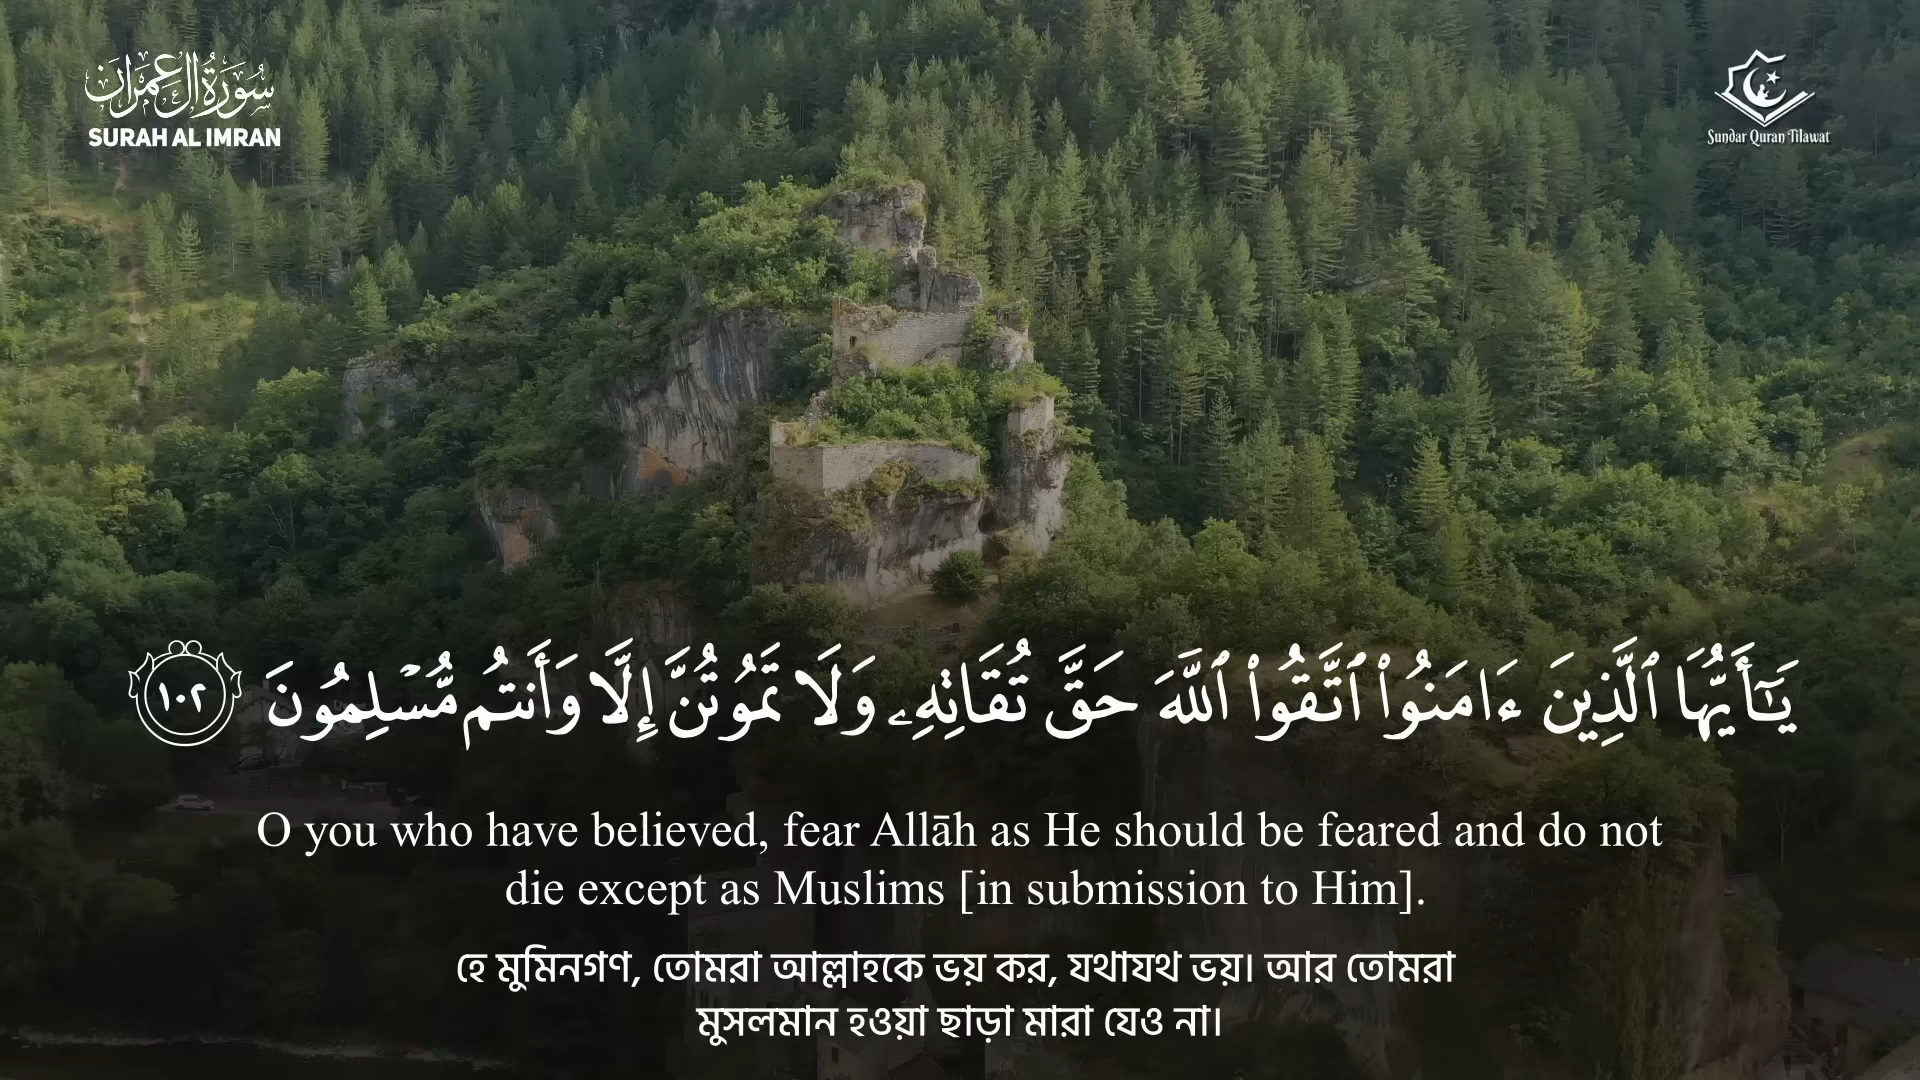 سُورَةُ اٰل عِمْرَان
SURAH AL IMRAN
Sundar Quran Tilawat
يَـٰٓأَيُّهَا ٱلَّذِينَ ءَامَنُوا۟ ٱتَّقُوا۟ ٱللَّهَ حَقَّ تُقَاتِهِۦ وَلَا تَمُوتُنَّ إِلَّا وَأَنتُم مُّسْلِمُونَ ١٠٢
O you who have believed, fear Allāh as He should be feared and do not
die except as Muslims [in submission to Him].
হে মুমিনগণ, তোমরা আল্লাহকে ভয় কর, যথাযথ ভয়। আর তোমরা
মুসলমান হওয়া ছাড়া মারা যেও না।